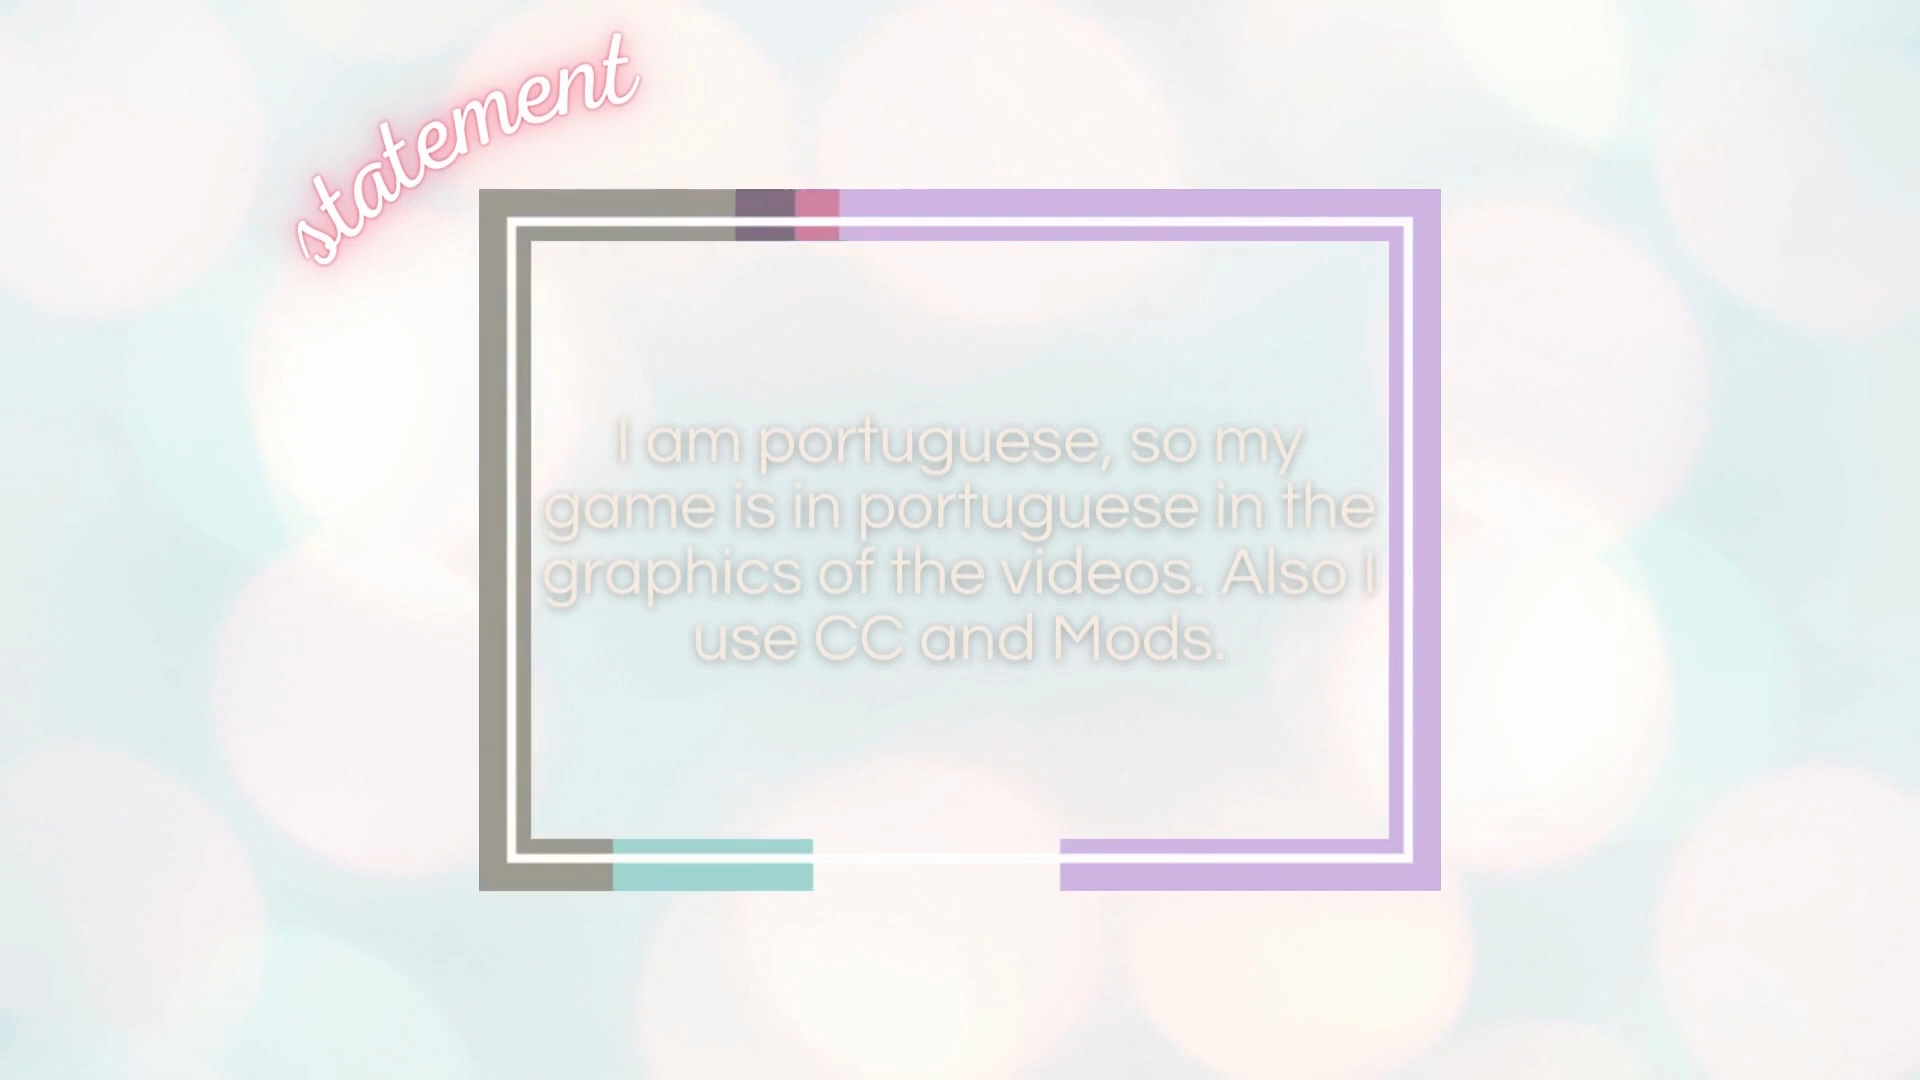 statement
I am portuguese, so my
game is in portuguese in the
graphics of the videos. Also I
use CC and Mods.